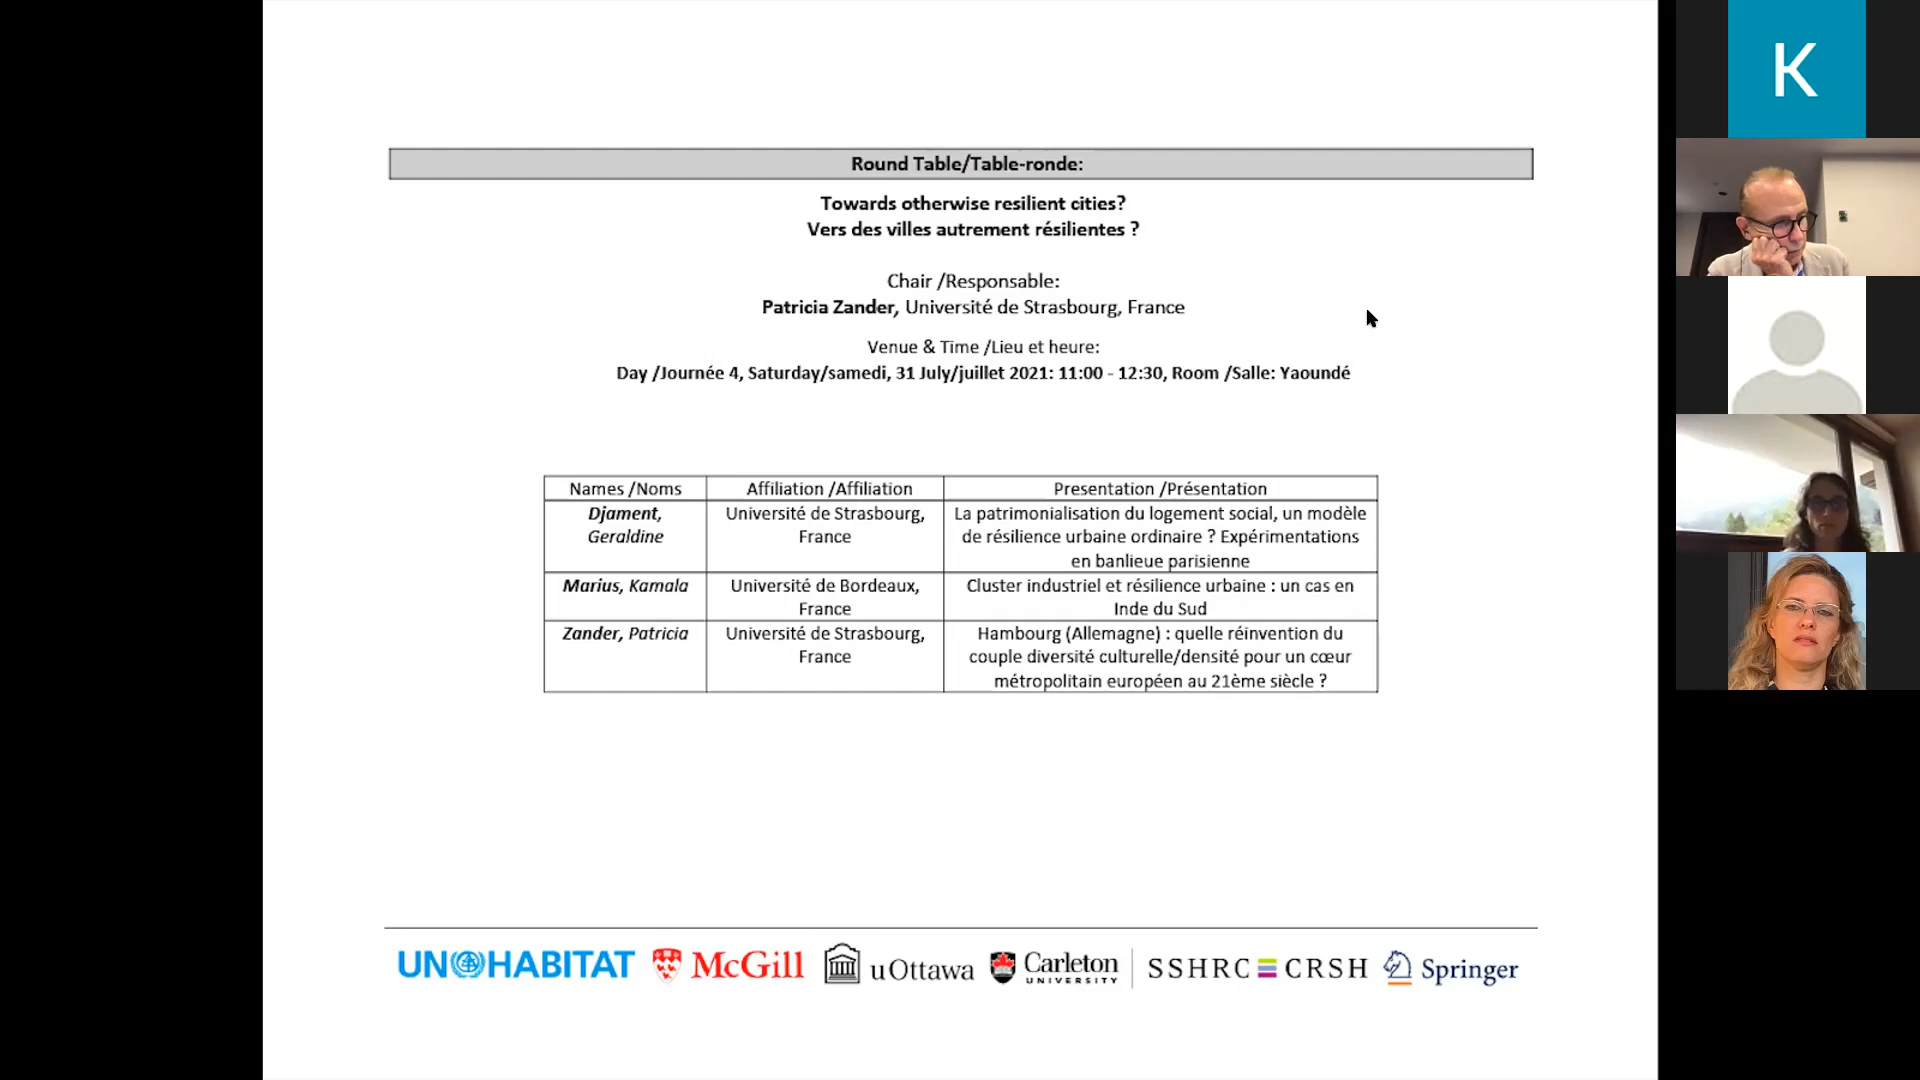 Round Table/Table-ronde:
Towards otherwise resilient cities?
Vers des villes autrement résilientes ?
Chair /Responsable:
Patricia Zander, Université de Strasbourg, France
Venue & Time /Lieu et heure:
Day /Journée 4, Saturday/samedi, 31 July/juillet 2021: 11:00 - 12:30, Room /Salle: Yaoundé
Names /Noms Affiliation /Affiliation Presentation /Présentation
Djament,
Geraldine
Université de Strasbourg,
France
La patrimonialisation du logement social, un modèle
de résilience urbaine ordinaire ? Expérimentations
en banlieue parisienne
Marius, Kamala
Université de Bordeaux,
France
Cluster industriel et résilience urbaine : un cas en
Inde du Sud
Zander, Patricia
Université de Strasbourg,
France
Hambourg (Allemagne) : quelle réinvention du
couple diversité culturelle/densité pour un cœur
métropolitain européen au 21ème siècle ?
UN HABITAT
McGill
uOttawa
Carleton
UNIVERSITY
SSHRC CRSH
Springer
K